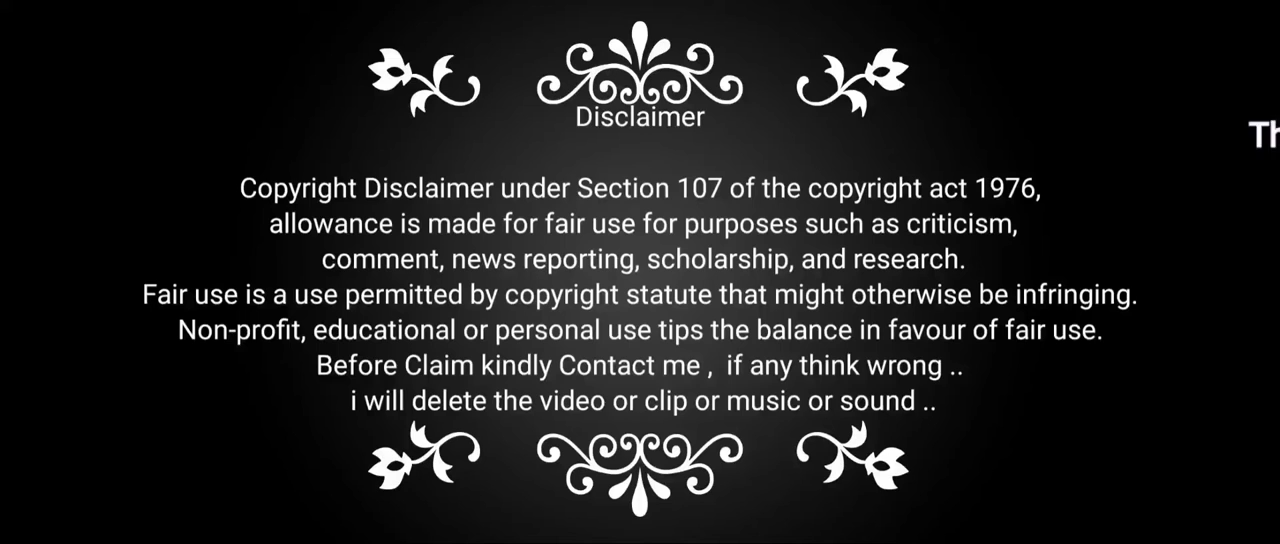 Disclaimer
Copyright Disclaimer under Section 107 of the copyright act 1976,
allowance is made for fair use for purposes such as criticism,
comment, news reporting, scholarship, and research.
Fair use is a use permitted by copyright statute that might otherwise be infringing.
Non-profit, educational or personal use tips the balance in favour of fair use.
Before Claim kindly Contact me , if any think wrong ..
i will delete the video or clip or music or sound ..